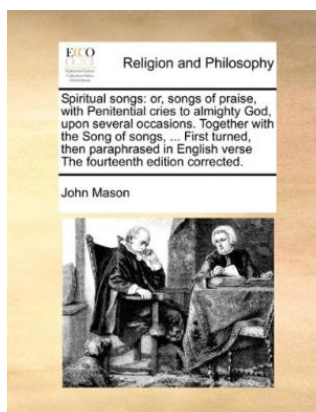 ECCO
Religion and Philosophy
Spiritual songs: or, songs of praise,
with Penitential cries to almighty God,
upon several occasions. Together with
the Song of songs, ... First turned,
then paraphrased in English verse
The fourteenth edition corrected.
John Mason